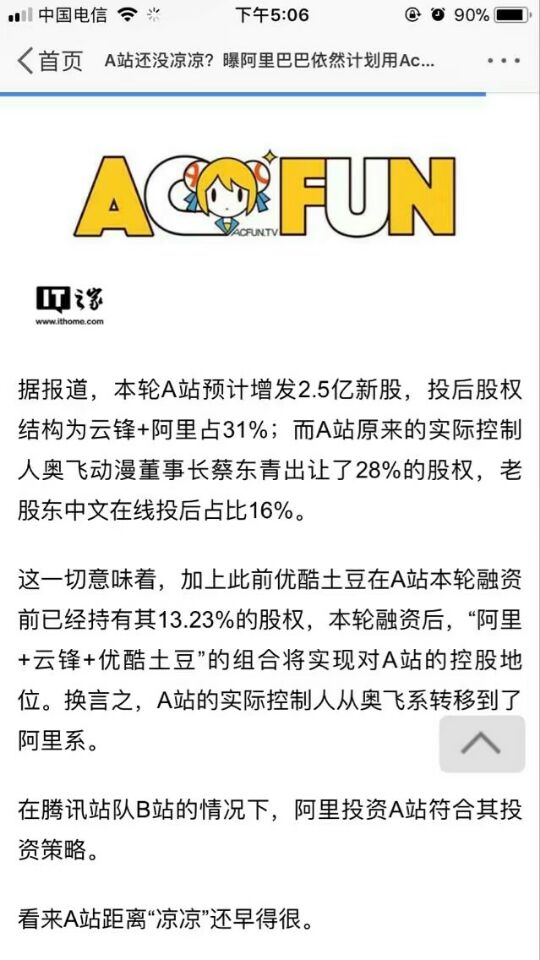 中国电信 下午5:06 90%
首页 A站还没凉凉？曝阿里巴巴依然计划用Ac...
ACFUN
ACFUN.TV
IT之家
www.ithome.com
据报道，本轮A站预计增发2.5亿新股，投后股权
结构为云锋+阿里占31%；而A站原来的实际控制
人奥飞动漫董事长蔡东青出让了28%的股权，老
股东中文在线投后占比16%。
这一切意味着，加上此前优酷土豆在A站本轮融资
前已经持有其13.23%的股权，本轮融资后，“阿里
+云锋+优酷土豆”的组合将实现对A站的控股地
位。换言之，A站的实际控制人从奥飞系转移到了
阿里系。
在腾讯站队B站的情况下，阿里投资A站符合其投
资策略。
看来A站距离“凉凉”还早得很。